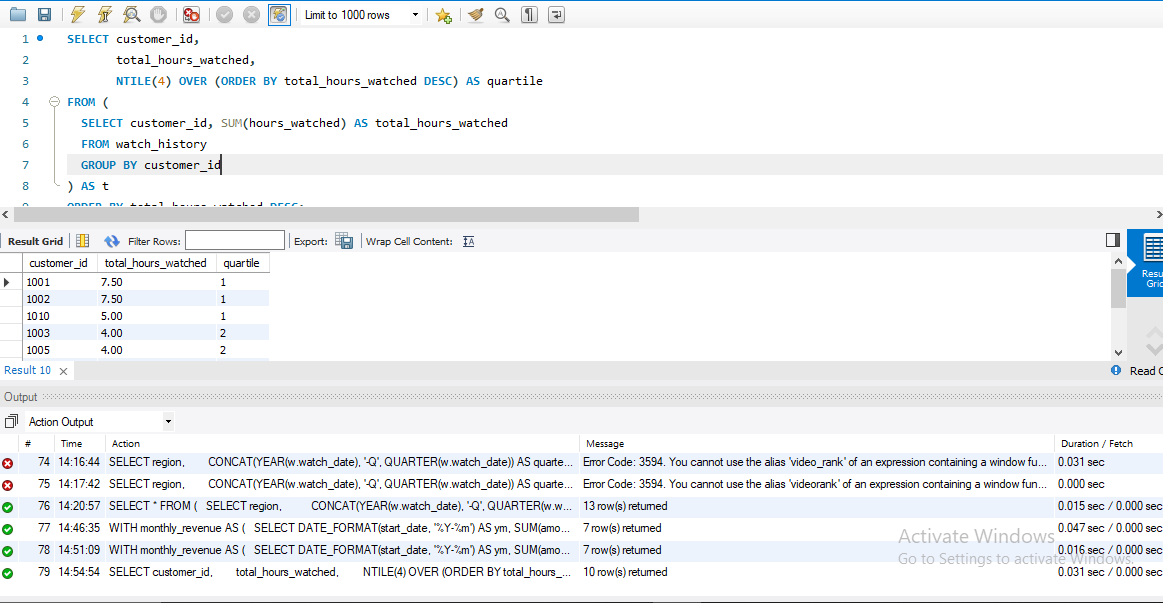 Limit to 1000 rows
1 SELECT customer_id,
2 total_hours_watched,
3 NTILE(4) OVER (ORDER BY total_hours_watched DESC) AS quartile
4 FROM (
5 SELECT customer_id, SUM(hours_watched) AS total_hours_watched
6 FROM watch_history
7 GROUP BY customer_id
8 ) AS t
9 ORDER BY total_hours_watched DESC;
Result Grid Filter Rows: Export: Wrap Cell Content:
customer_id total_hours_watched quartile
1001 7.50 1
1002 7.50 1
1010 5.00 1
1003 4.00 2
1005 4.00 2
Resu
Grid
Result 10
Read O
Output
Action Output
# Time Action Message Duration / Fetch
74 14:16:44 SELECT region, CONCAT(YEAR(w.watch_date), '-Q', QUARTER(w.watch_date)) AS quarte... Error Code: 3594. You cannot use the alias 'video_rank' of an expression containing a window fu... 0.031 sec
75 14:17:42 SELECT region, CONCAT(YEAR(w.watch_date), '-Q', QUARTER(w.watch_date)) AS quarte... Error Code: 3594. You cannot use the alias 'videorank' of an expression containing a window fun... 0.000 sec
76 14:20:57 SELECT * FROM ( SELECT region, CONCAT(YEAR(w.watch_date), '-Q', QUARTER(w.w... 13 row(s) returned 0.015 sec / 0.000 sec
77 14:46:35 WITH monthly_revenue AS ( SELECT DATE_FORMAT(start_date, '%Y-%m') AS ym, SUM(amo... 7 row(s) returned 0.047 sec / 0.000 sec
78 14:51:09 WITH monthly_revenue AS ( SELECT DATE_FORMAT(start_date, '%Y-%m') AS ym, SUM(amo... 7 row(s) returned 0.016 sec / 0.000 sec
79 14:54:54 SELECT customer_id, total_hours_watched, NTILE(4) OVER (ORDER BY total_hours_... 10 row(s) returned 0.031 sec / 0.000 sec
Activate Windows
Go to Settings to activate Windows.